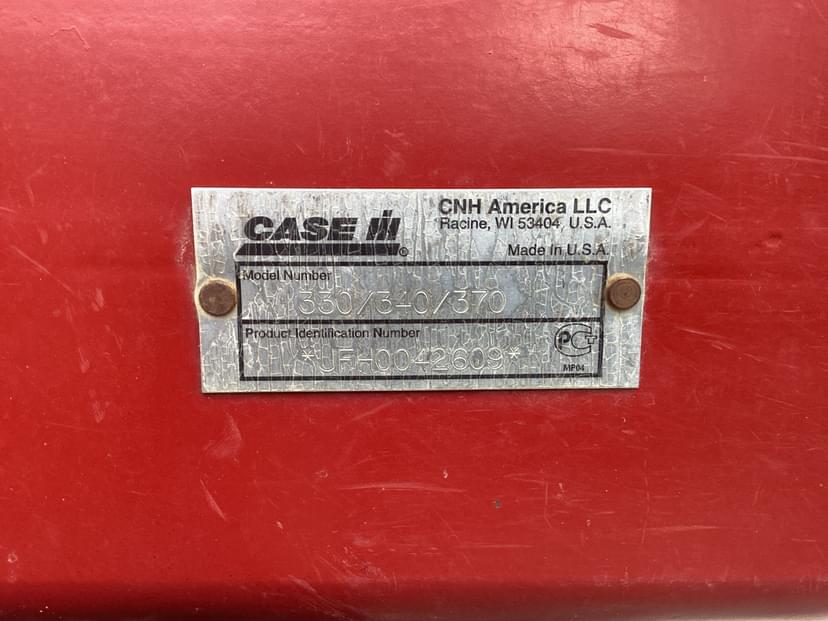 CASE IH®
CNH America LLC
Racine, WI 53404 U.S.A.
Made In U.S.A.
Model Number
330/340/370
Product Identification Number
*UFH0042609*
PCT
MP04